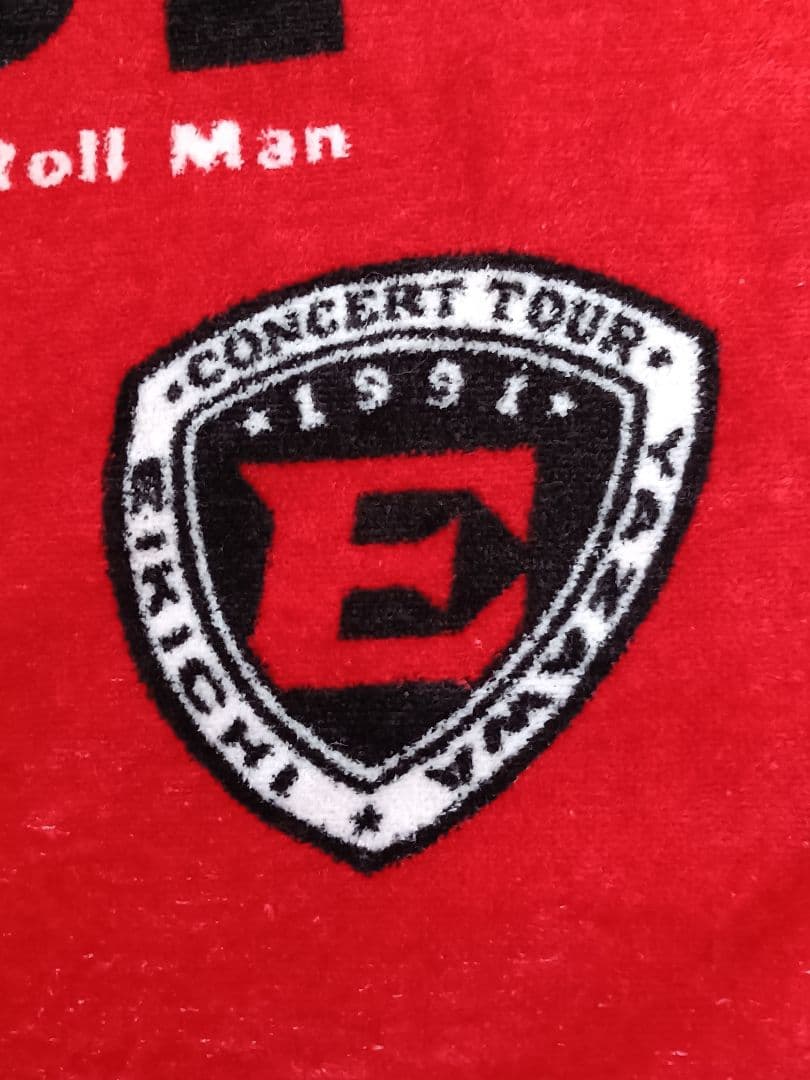 Roll Man
CONCERT TOUR
1991
E
EIKICHI
YAZAWA